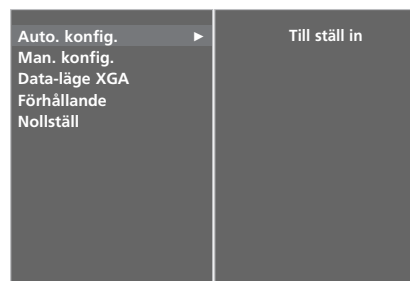 Auto. konfig. ►
Man. konfig.
Data-läge XGA
Förhållande
Nollställ
Till ställ in